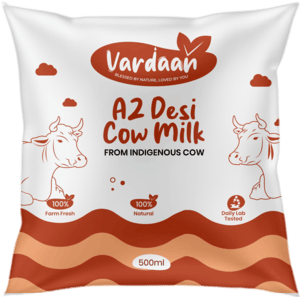 Vardaan
BLESSED BY NATURE, LOVED BY YOU
A2 Desi
Cow Milk
FROM INDIGENOUS COW
100%
Farm Fresh
100%
Natural
Daily Lab
Tested
500ml